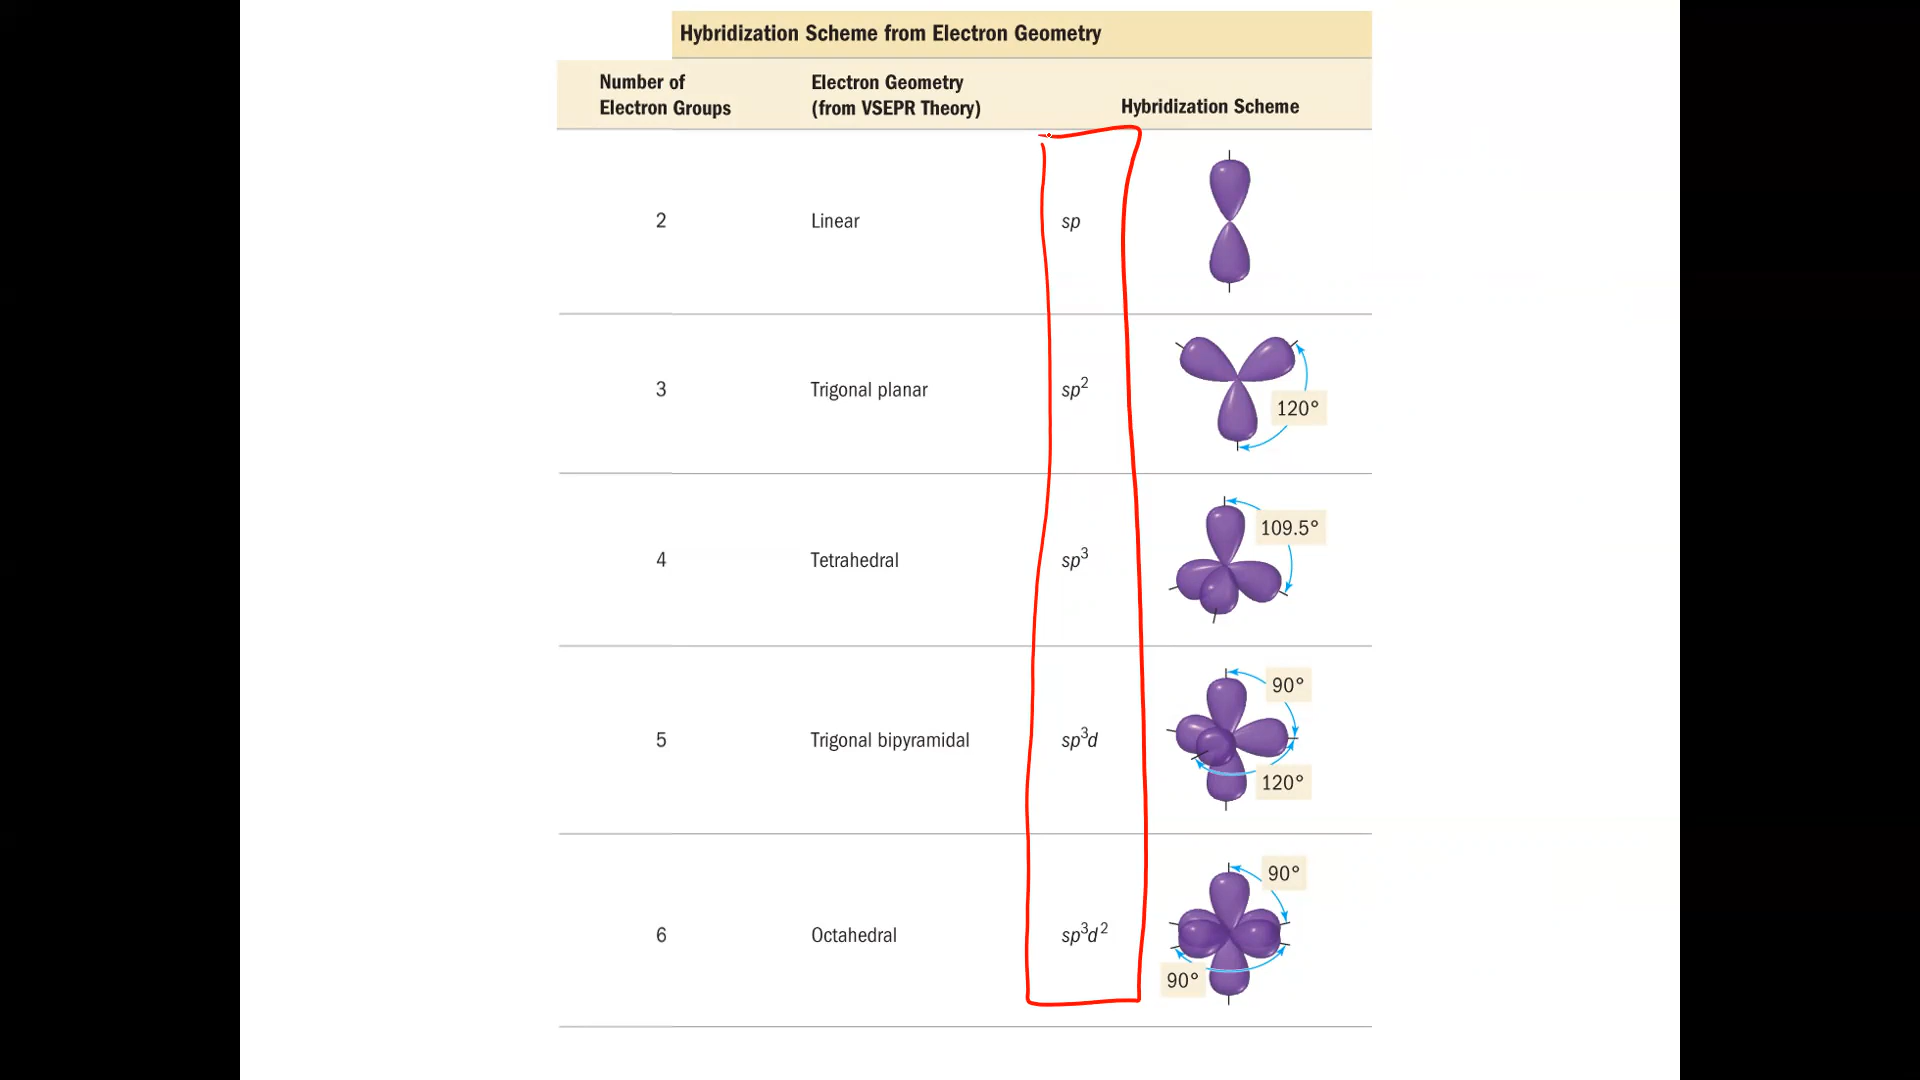 Hybridization Scheme from Electron Geometry
Number of Electron Groups
Electron Geometry (from VSEPR Theory)
Hybridization Scheme
2 Linear sp
3 Trigonal planar sp² 120°
4 Tetrahedral sp³ 109.5°
5 Trigonal bipyramidal sp³d 90° 120°
6 Octahedral sp³d² 90° 90°